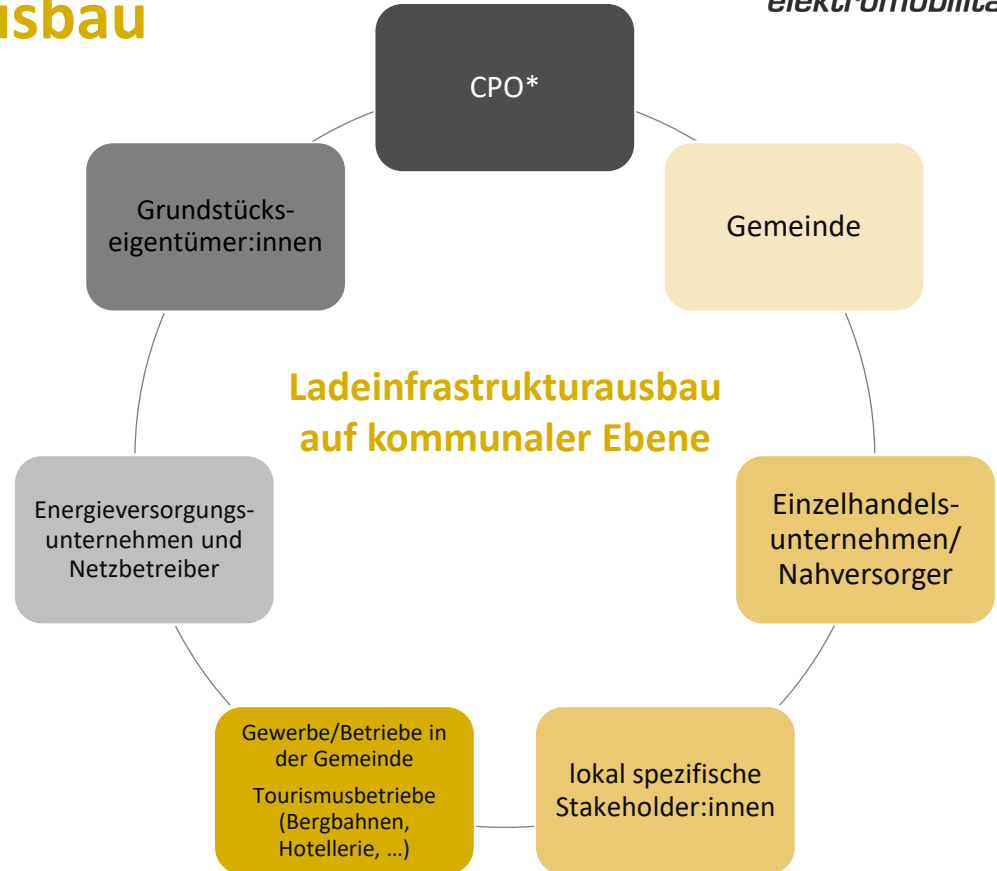 usbau
elektromobilitä
CPO*
Gemeinde
Einzelhandels-
unternehmen/
Nahversorger
lokal spezifische
Stakeholder:innen
Gewerbe/Betriebe in
der Gemeinde
Tourismusbetriebe
(Bergbahnen,
Hotellerie, …)
Energieversorgungs-
unternehmen und
Netzbetreiber
Grundstücks-
eigentümer:innen
Ladeinfrastrukturausbau
auf kommunaler Ebene